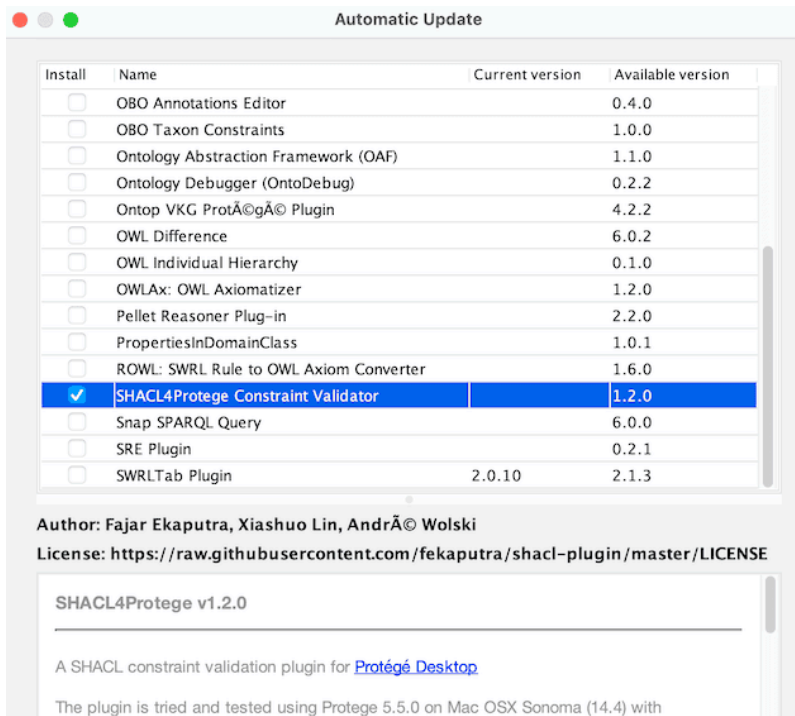 Automatic Update
Install Name Current version Available version
OBO Annotations Editor 0.4.0
OBO Taxon Constraints 1.0.0
Ontology Abstraction Framework (OAF) 1.1.0
Ontology Debugger (OntoDebug) 0.2.2
Ontop VKG ProtÃ©gÃ© Plugin 4.2.2
OWL Difference 6.0.2
OWL Individual Hierarchy 0.1.0
OWLAx: OWL Axiomatizer 1.2.0
Pellet Reasoner Plug-in 2.2.0
PropertiesInDomainClass 1.0.1
ROWL: SWRL Rule to OWL Axiom Converter 1.6.0
SHACL4Protege Constraint Validator 1.2.0
Snap SPARQL Query 6.0.0
SRE Plugin 0.2.1
SWRLTab Plugin 2.0.10 2.1.3
Author: Fajar Ekaputra, Xiashuo Lin, AndrÃ© Wolski
License: https://raw.githubusercontent.com/fekaputra/shacl-plugin/master/LICENSE
SHACL4Protege v1.2.0
A SHACL constraint validation plugin for Protégé Desktop
The plugin is tried and tested using Protege 5.5.0 on Mac OSX Sonoma (14.4) with